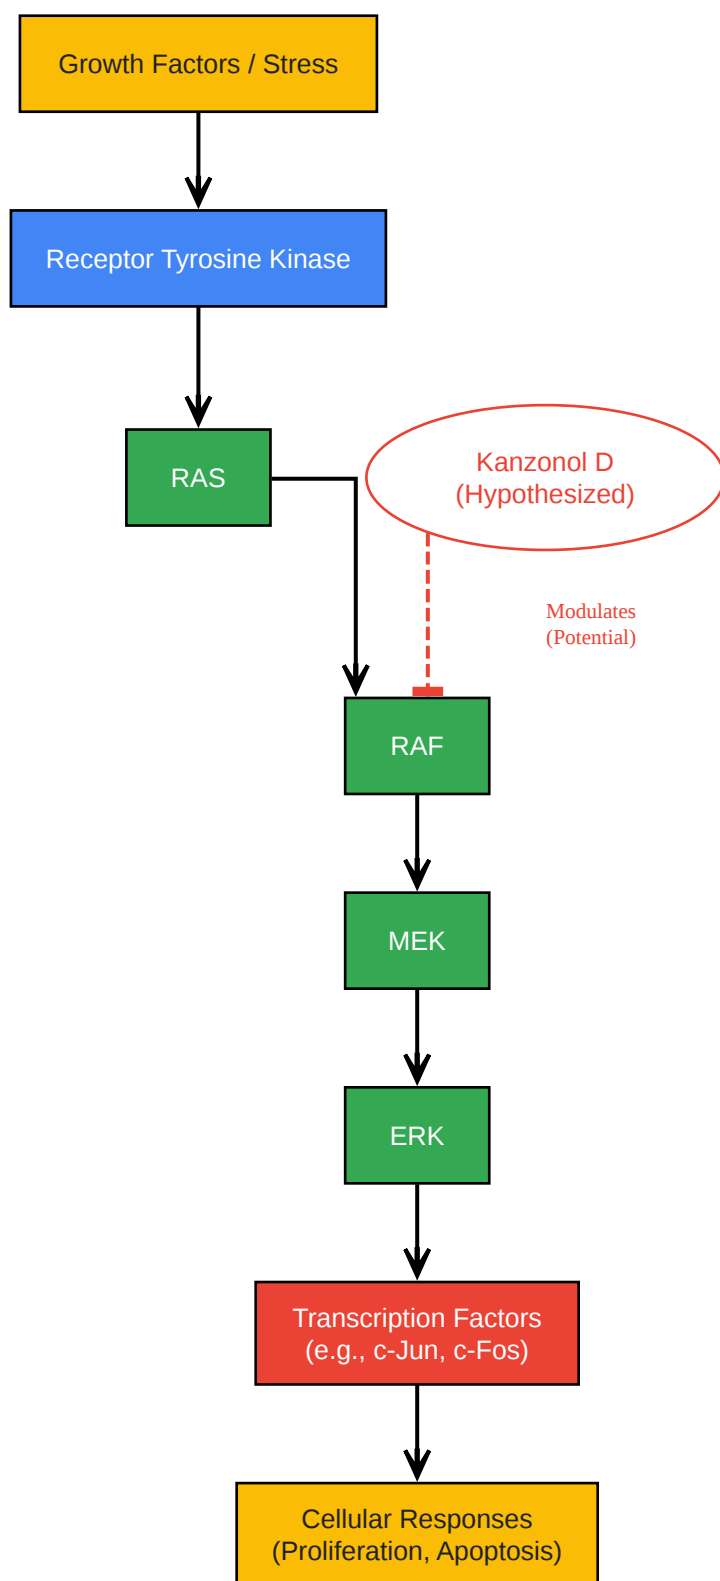 Growth Factors / Stress
Receptor Tyrosine Kinase
RAS
Kanzonol D
(Hypothesized)
Modulates
(Potential)
RAF
MEK
ERK
Transcription Factors
(e.g., c-Jun, c-Fos)
Cellular Responses
(Proliferation, Apoptosis)